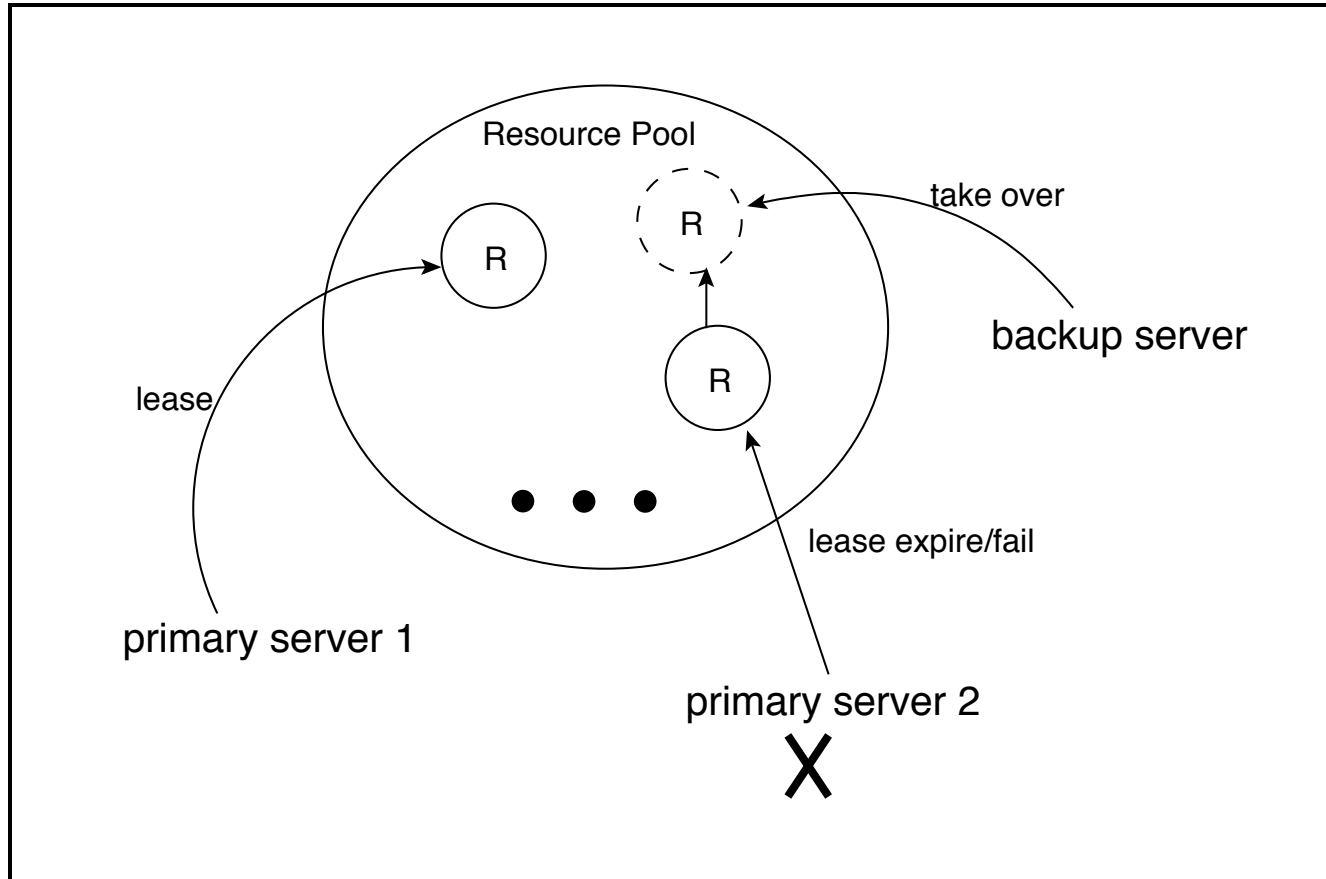 Resource Pool
R
take over
R
backup server
R
lease
lease expire/fail
primary server 1
primary server 2
X